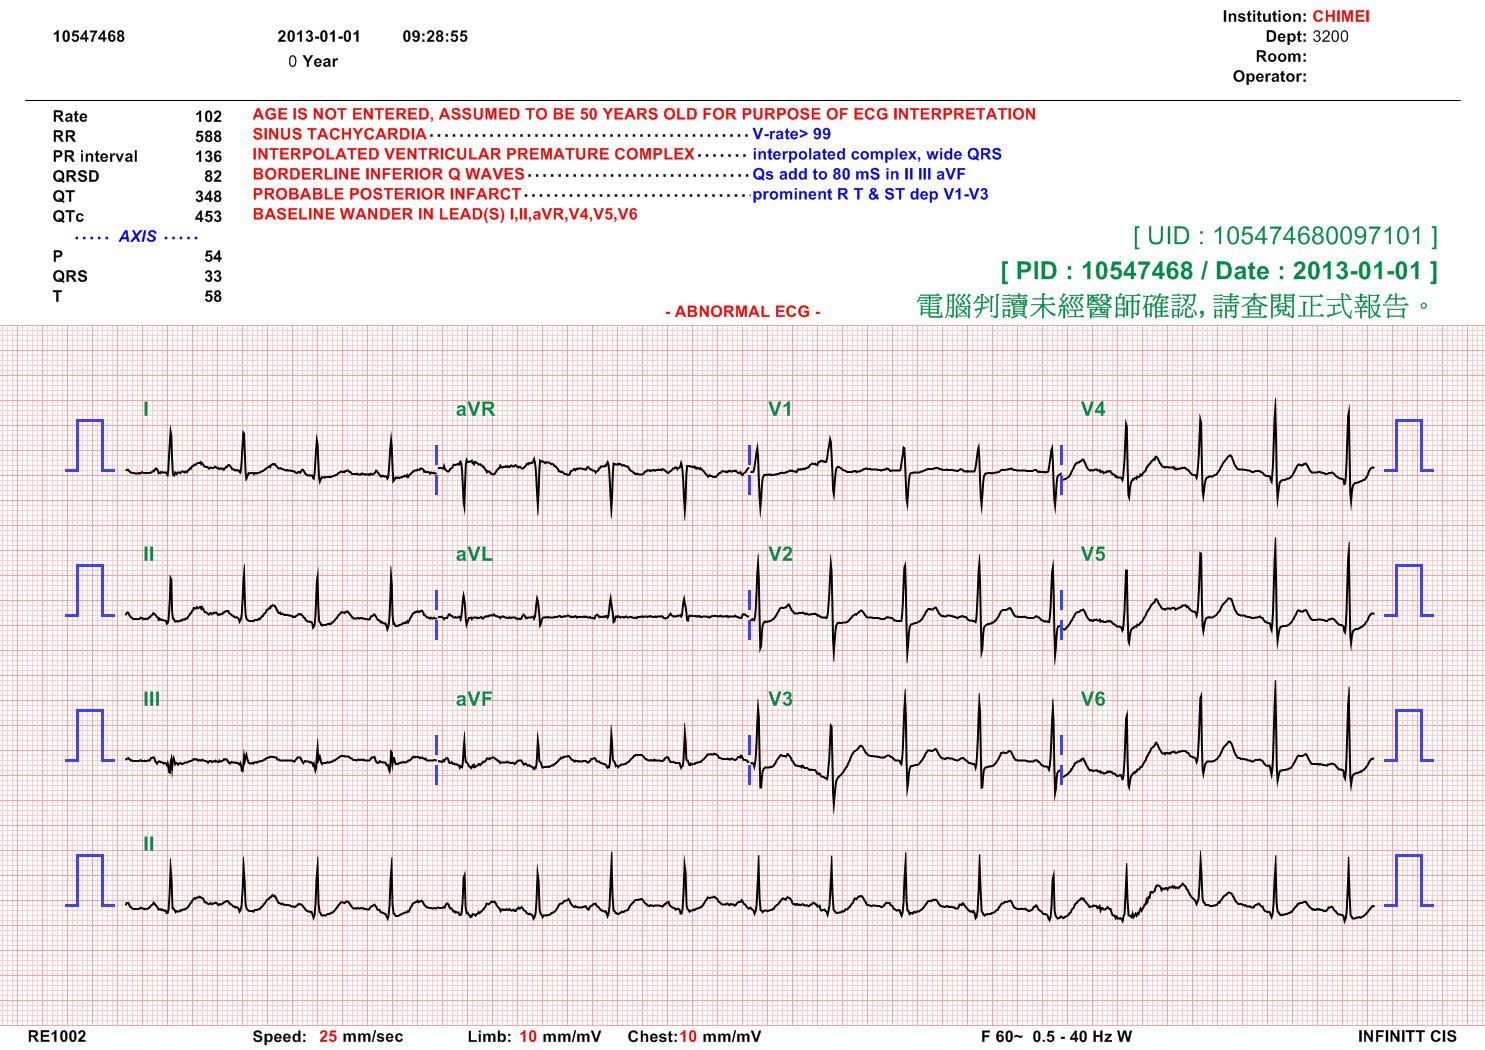 Institution: CHIMEI
10547468 2013-01-01 09:28:55 Dept: 3200
0 Year Room:
Operator:
Rate 102 AGE IS NOT ENTERED, ASSUMED TO BE 50 YEARS OLD FOR PURPOSE OF ECG INTERPRETATION
RR 588 SINUS TACHYCARDIA V-rate> 99
PR interval 136 INTERPOLATED VENTRICULAR PREMATURE COMPLEX interpolated complex, wide QRS
QRSD 82 BORDERLINE INFERIOR Q WAVES Qs add to 80 mS in II III aVF
QT 348 PROBABLE POSTERIOR INFARCT prominent R T & ST dep V1-V3
QTc 453 BASELINE WANDER IN LEAD(S) I,II,aVR,V4,V5,V6
AXIS
[ UID : 105474680097101 ]
P 54
[ PID : 10547468 / Date : 2013-01-01 ]
QRS 33
T 58
電腦判讀未經醫師確認, 請查閱正式報告。
- ABNORMAL ECG -
I aVR V1 V4
II aVL V2 V5
III aVF V3 V6
II
RE1002 Speed: 25 mm/sec Limb: 10 mm/mV Chest:10 mm/mV F 60~ 0.5 - 40 Hz W INFINITT CIS